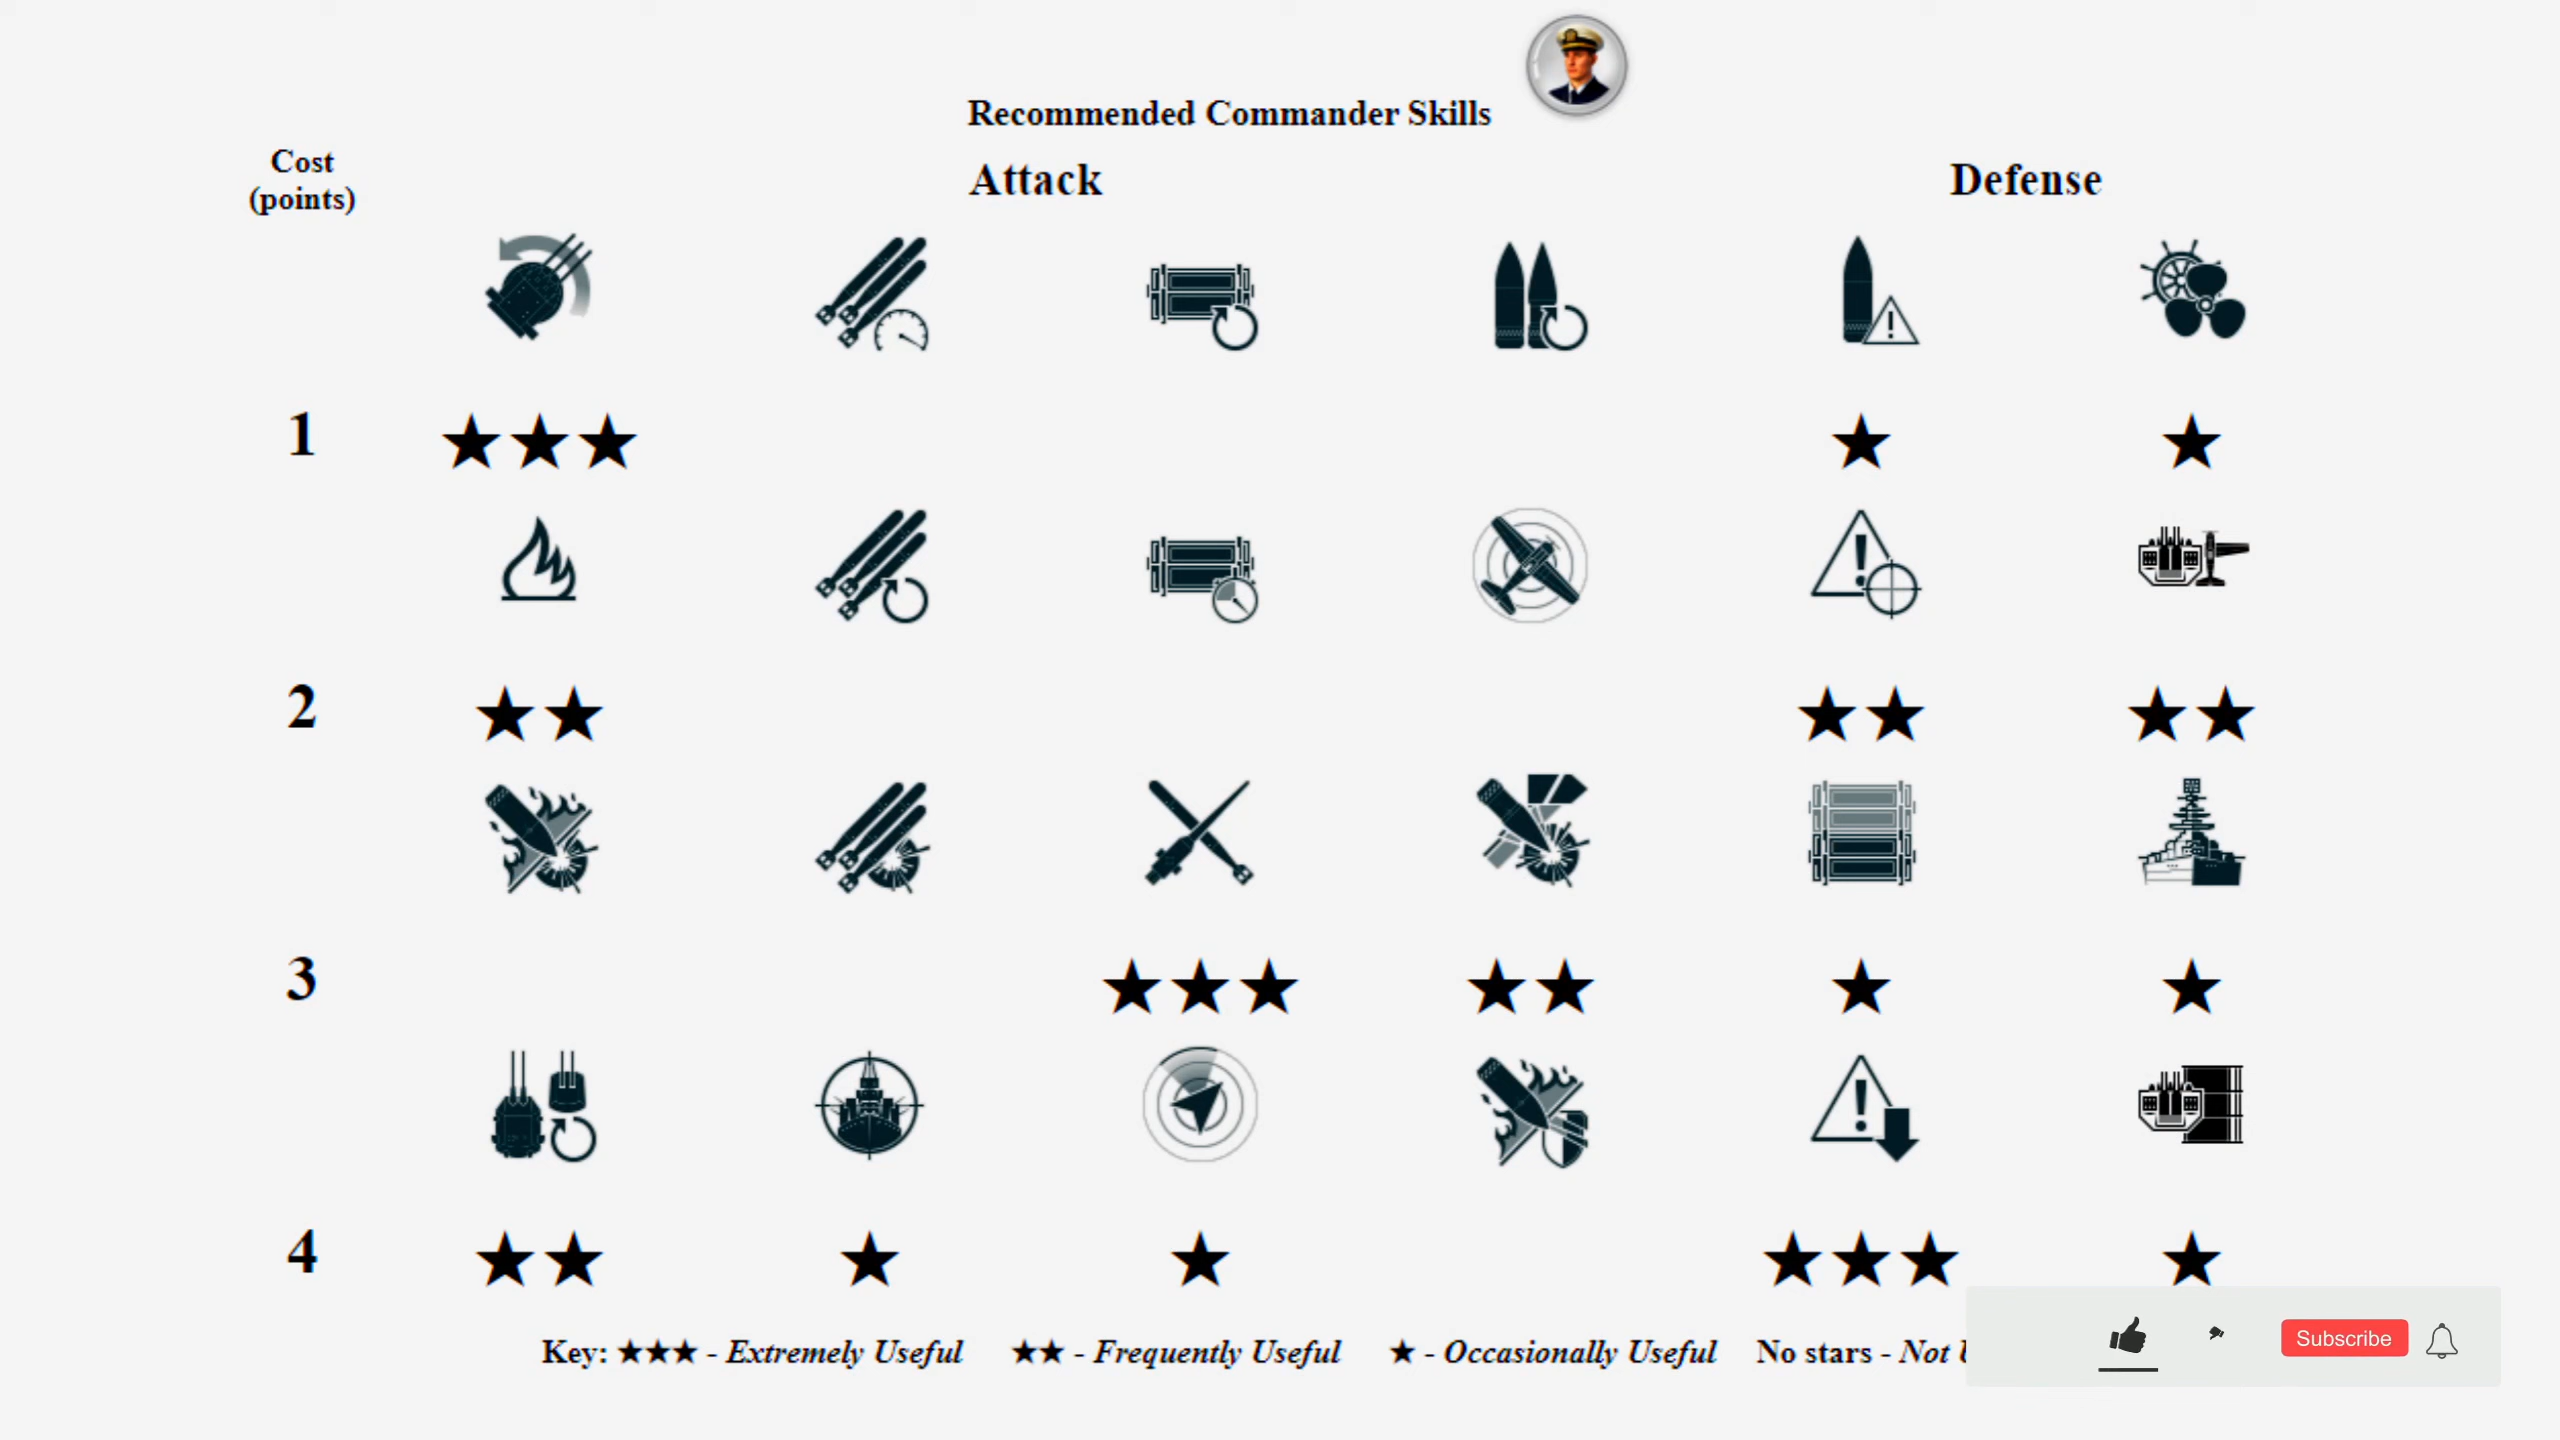 Recommended Commander Skills
Cost
(points)
Attack
Defense
1
★★★
★
★
2
★★
★★
★★
3
★★★
★★
★
★
4
★★
★
★
★★★
★
Key: ★★★ - Extremely Useful ★★ - Frequently Useful ★ - Occasionally Useful No stars - Not
Subscribe